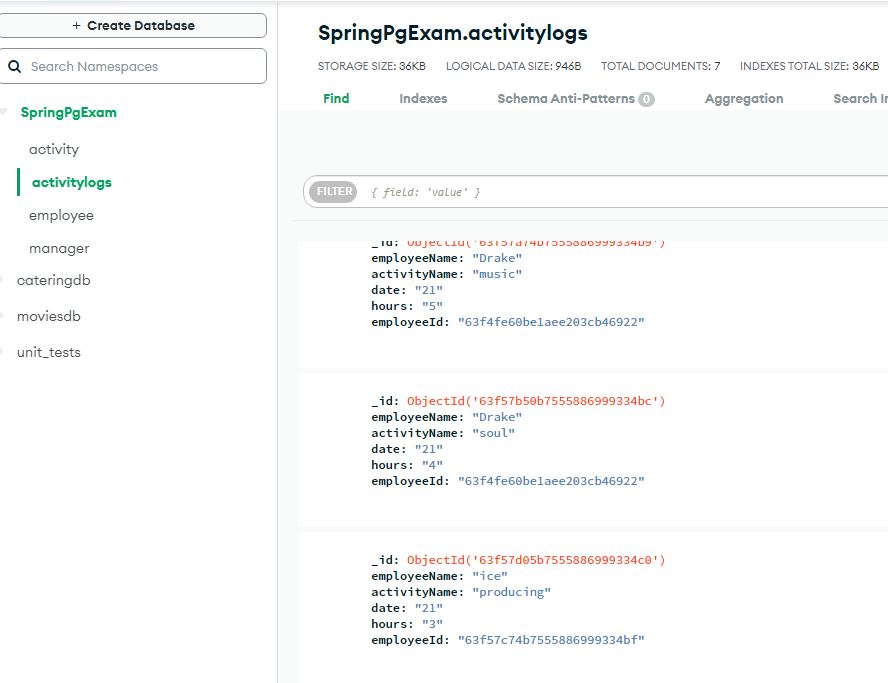 + Create Database
Search Namespaces
SpringPgExam
activity
activitylogs
employee
manager
cateringdb
moviesdb
unit_tests
SpringPgExam.activitylogs
STORAGE SIZE: 36KB LOGICAL DATA SIZE: 946B TOTAL DOCUMENTS: 7 INDEXES TOTAL SIZE: 36KB
Find Indexes Schema Anti-Patterns 0 Aggregation Search
FILTER { field: 'value' }
_id: ObjectId('63f57a74b7555886999334b9')
employeeName: "Drake"
activityName: "music"
date: "21"
hours: "5"
employeeId: "63f4fe60be1aee203cb46922"
_id: ObjectId('63f57b50b7555886999334bc')
employeeName: "Drake"
activityName: "soul"
date: "21"
hours: "4"
employeeId: "63f4fe60be1aee203cb46922"
_id: ObjectId('63f57d05b7555886999334c0')
employeeName: "ice"
activityName: "producing"
date: "21"
hours: "3"
employeeId: "63f57c74b7555886999334bf"